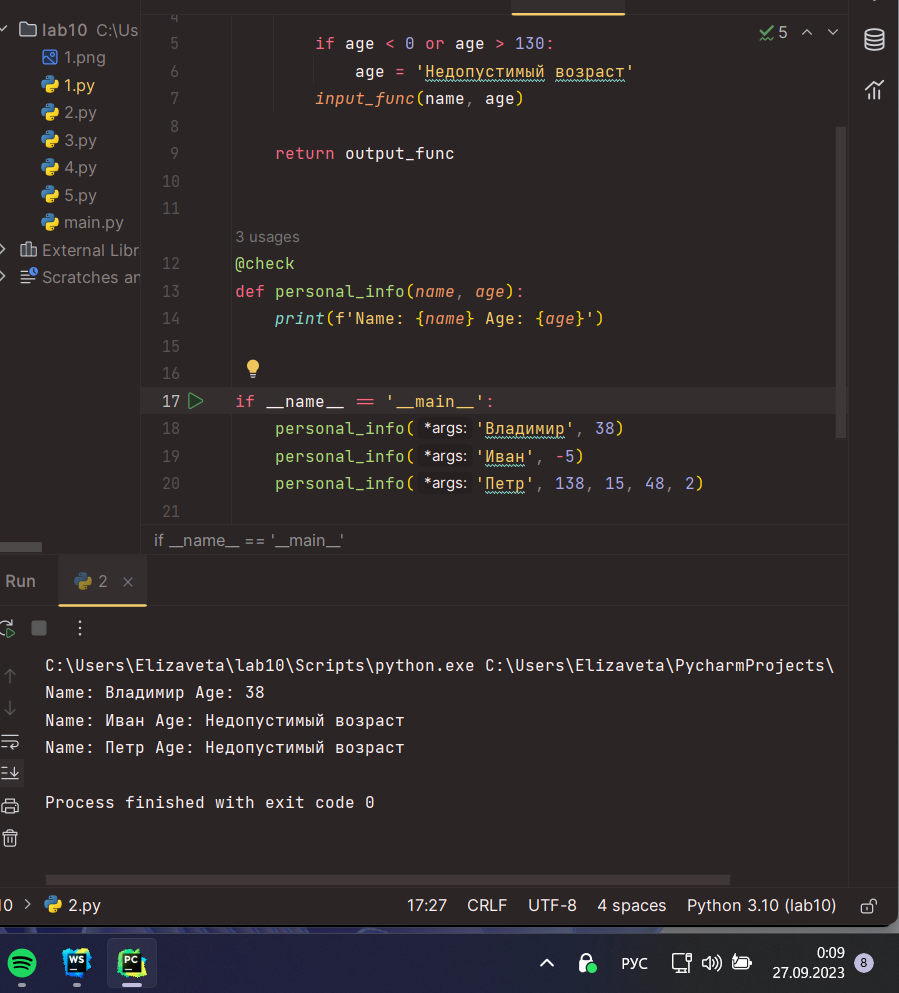 lab10 C:\Us
1.png
1.py
2.py
3.py
4.py
5.py
main.py
External Libr
Scratches an
4
5 if age < 0 or age > 130:
6 age = 'Недопустимый возраст'
7 input_func(name, age)
8
9 return output_func
10
11
3 usages
12 @check
13 def personal_info(name, age):
14 print(f'Name: {name} Age: {age}')
15
16
17 if __name__ == '__main__':
18 personal_info( *args: 'Владимир', 38)
19 personal_info( *args: 'Иван', -5)
20 personal_info( *args: 'Петр', 138, 15, 48, 2)
21
5
if __name__ == '__main__'
Run 2
C:\Users\Elizaveta\lab10\Scripts\python.exe C:\Users\Elizaveta\PycharmProjects\
Name: Владимир Age: 38
Name: Иван Age: Недопустимый возраст
Name: Петр Age: Недопустимый возраст
Process finished with exit code 0
10 > 2.py 17:27 CRLF UTF-8 4 spaces Python 3.10 (lab10)
WS PC РУС 0:09
27.09.2023 8